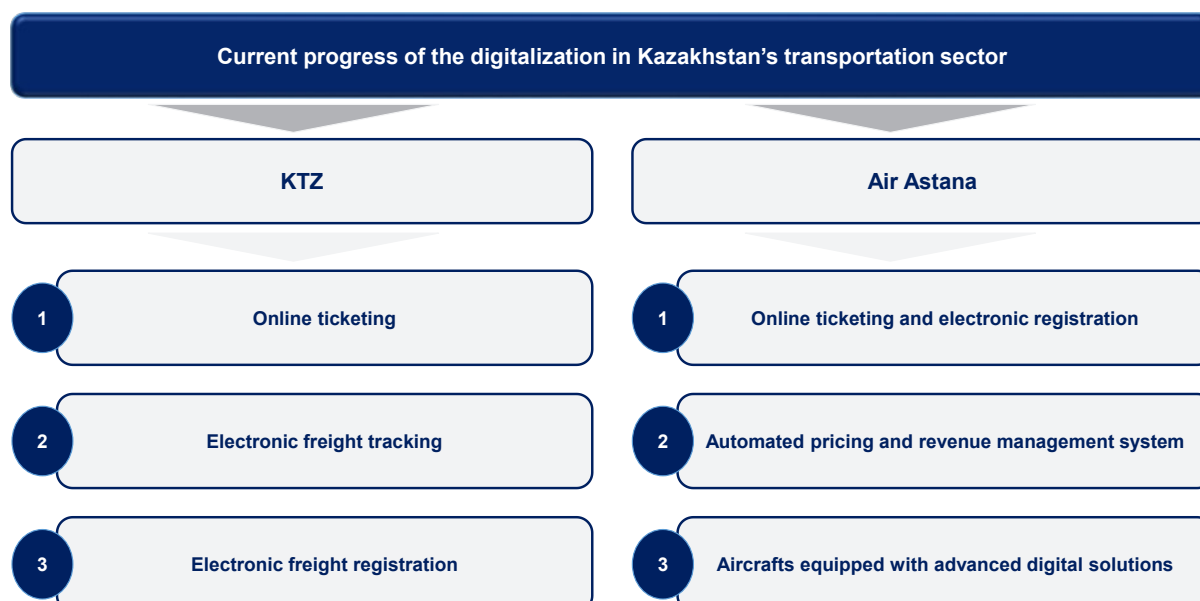 Current progress of the digitalization in Kazakhstan’s transportation sector
KTZ
Air Astana
1
Online ticketing
1
Online ticketing and electronic registration
2
Electronic freight tracking
2
Automated pricing and revenue management system
3
Electronic freight registration
3
Aircrafts equipped with advanced digital solutions